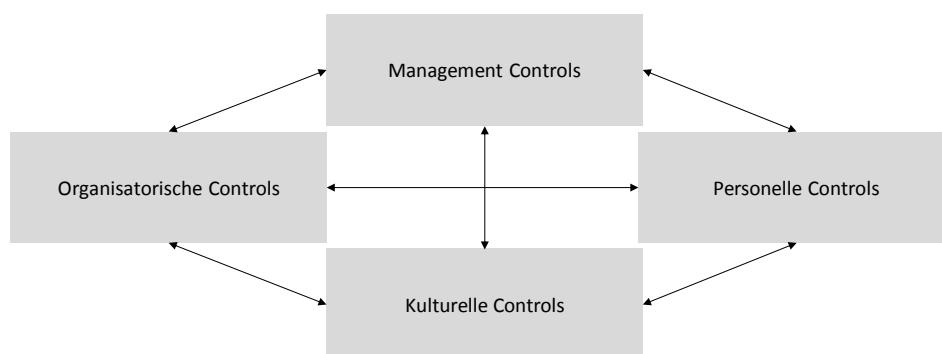 Management Controls
Organisatorische Controls
Personelle Controls
Kulturelle Controls